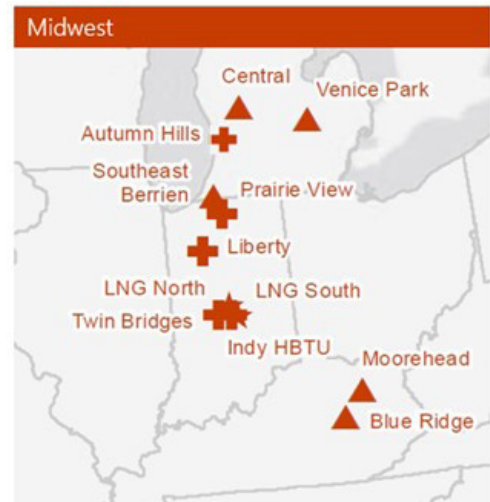 Midwest
Central
Venice Park
Autumn Hills
Southeast
Berrien
Prairie View
Liberty
LNG North
LNG South
Twin Bridges
Indy HBTU
Moorehead
Blue Ridge